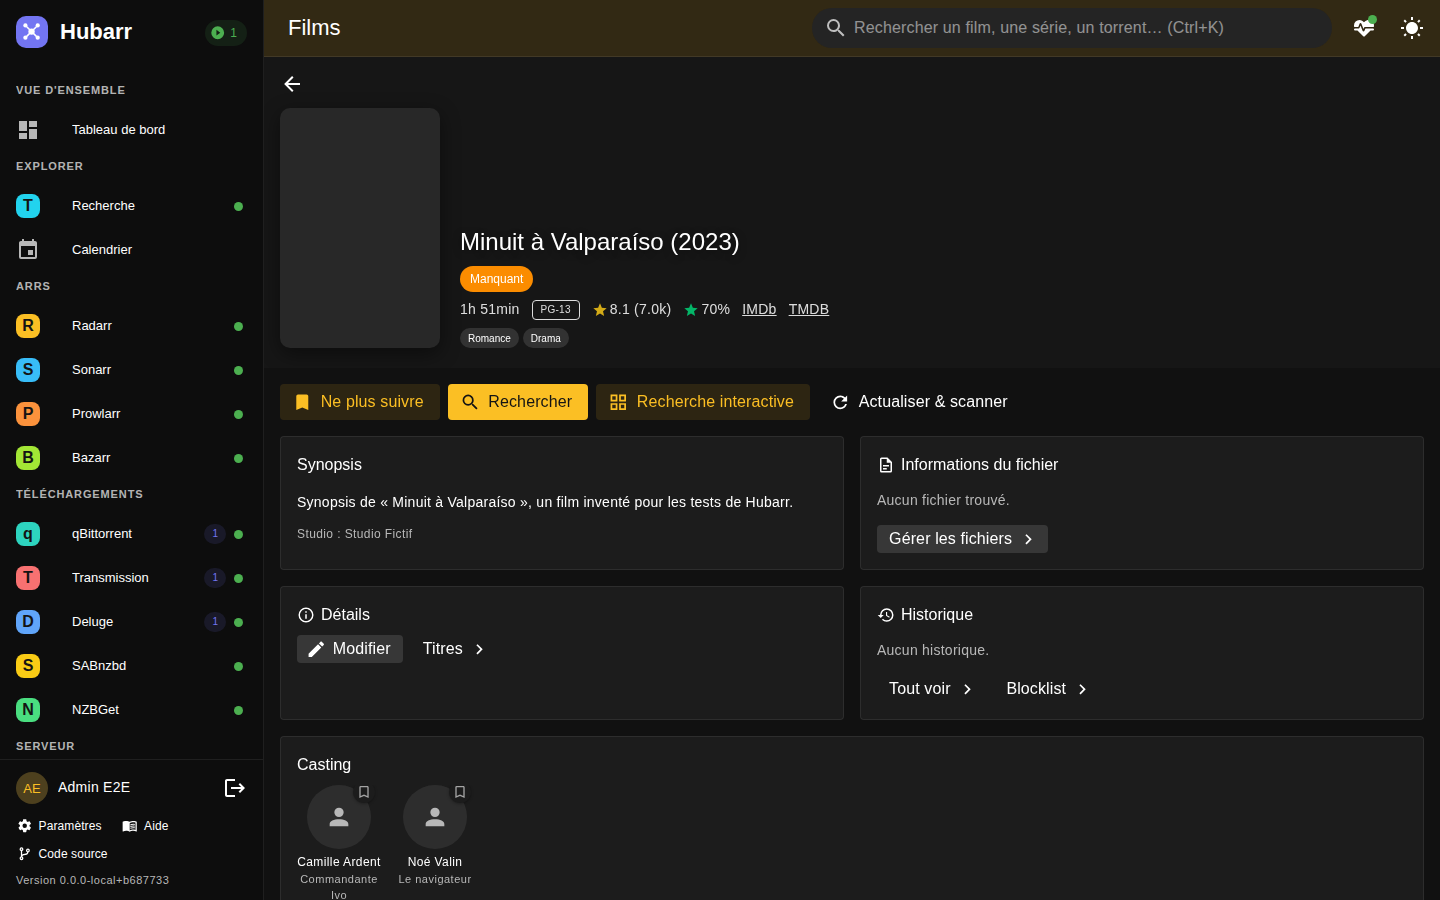 Hubarr
1
Films
Rechercher un film, une série, un torrent… (Ctrl+K)
VUE D'ENSEMBLE
Tableau de bord
EXPLORER
T Recherche
Calendrier
ARRS
R Radarr
S Sonarr
P Prowlarr
B Bazarr
TÉLÉCHARGEMENTS
q qBittorrent 1
T Transmission 1
D Deluge 1
S SABnzbd
N NZBGet
SERVEUR
AE Admin E2E
Paramètres Aide
Code source
Version 0.0.0-local+b687733
Minuit à Valparaíso (2023)
Manquant
1h 51min PG-13 8.1 (7.0k) 70% IMDb TMDB
Romance Drama
Ne plus suivre Rechercher Recherche interactive Actualiser & scanner
Synopsis
Synopsis de « Minuit à Valparaíso », un film inventé pour les tests de Hubarr.
Studio : Studio Fictif
Informations du fichier
Aucun fichier trouvé.
Gérer les fichiers
Détails
Modifier Titres
Historique
Aucun historique.
Tout voir Blocklist
Casting
Camille Ardent
Commandante
Ivo
Noé Valin
Le navigateur